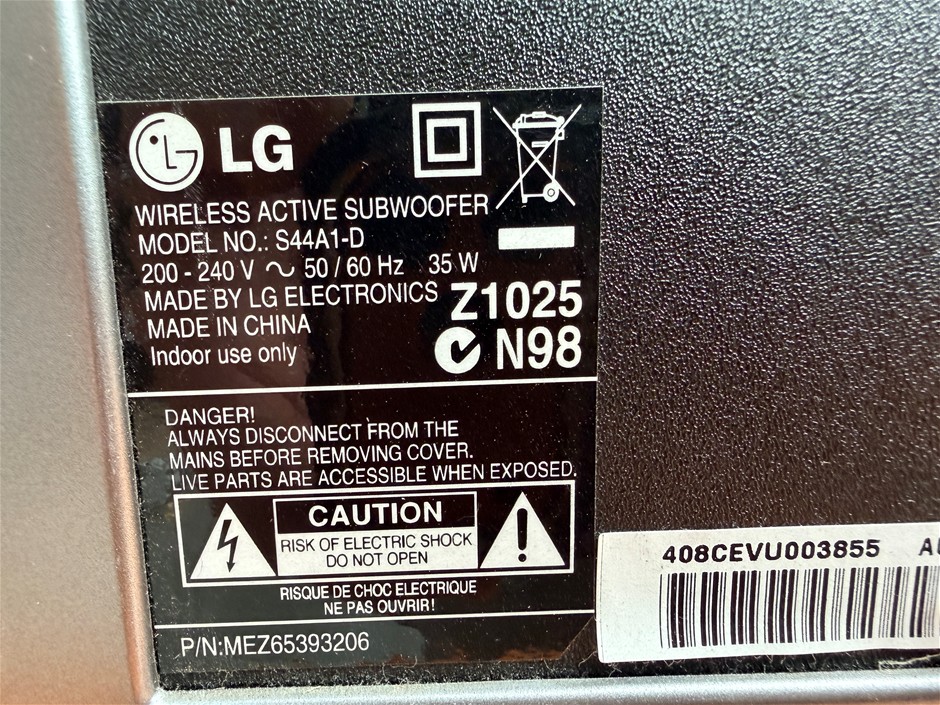 LG
WIRELESS ACTIVE SUBWOOFER
MODEL NO.: S44A1-D
200 - 240 V ~ 50 / 60 Hz 35 W
MADE BY LG ELECTRONICS
Z1025
MADE IN CHINA
N98
Indoor use only
DANGER!
ALWAYS DISCONNECT FROM THE
MAINS BEFORE REMOVING COVER.
LIVE PARTS ARE ACCESSIBLE WHEN EXPOSED.
CAUTION
RISK OF ELECTRIC SHOCK
DO NOT OPEN
RISQUE DE CHOC ELECTRIQUE
NE PAS OUVRIR!
P/N:MEZ65393206
408CEVU003855